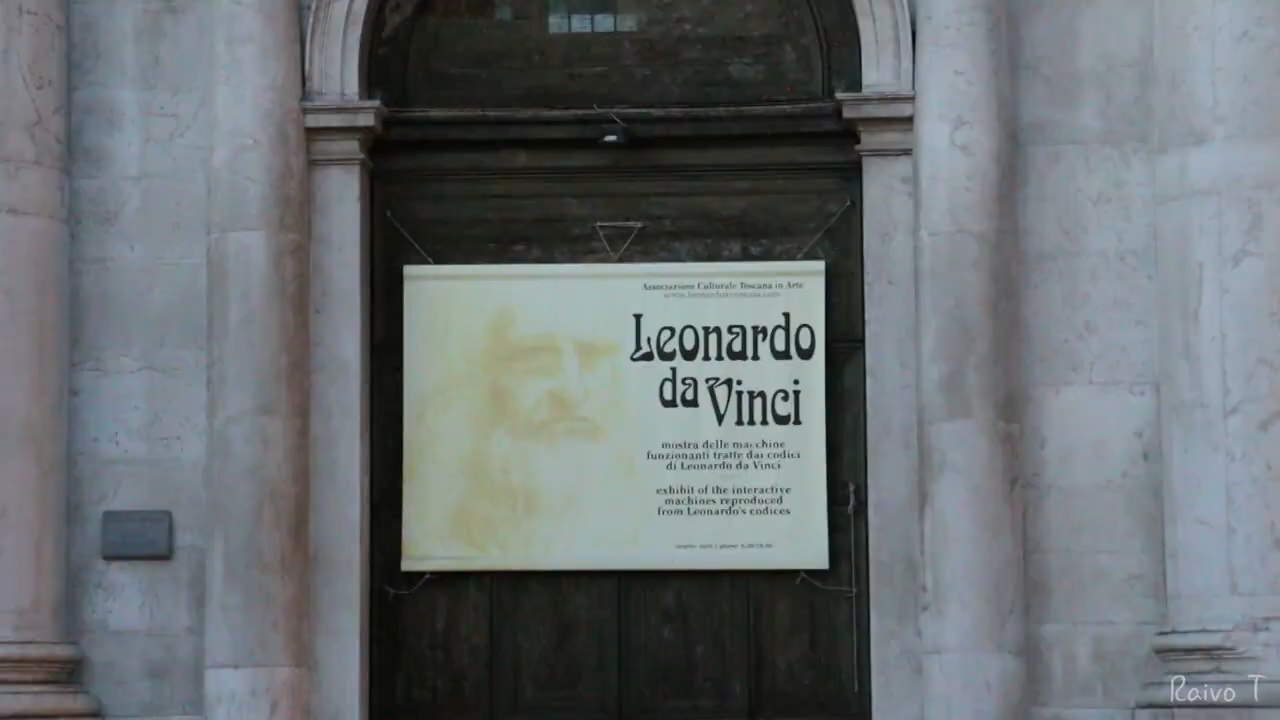 Associazione Culturale Toscana in Arte
Leonardo
da Vinci
mostra delle macchine
funzionanti tratte dai codici
di Leonardo da Vinci
exhibit of the interactive
machines reproduced
from Leonardo's codices
Raivo T